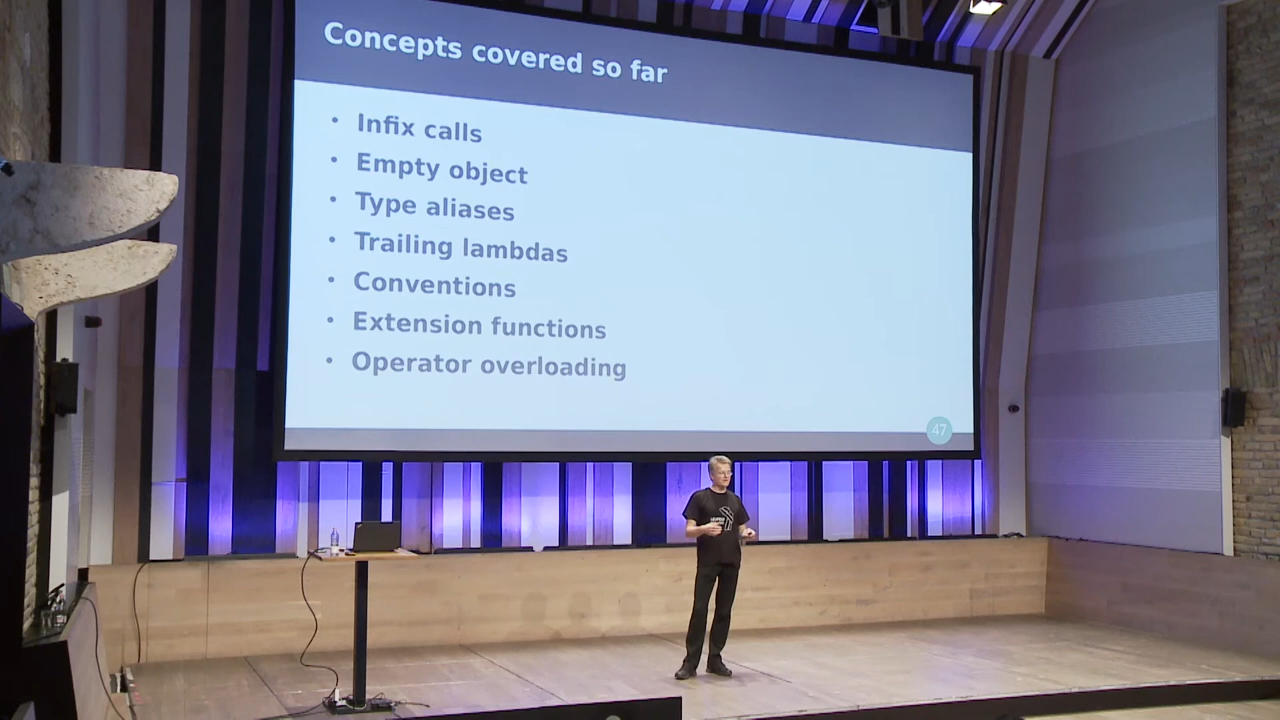 Concepts covered so far
• Infix calls
• Empty object
• Type aliases
• Trailing lambdas
• Conventions
• Extension functions
• Operator overloading
47